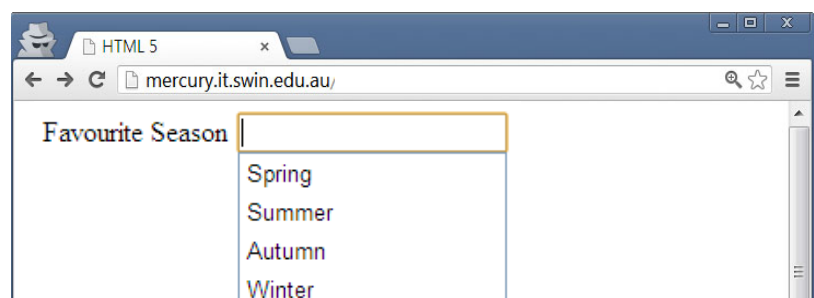 HTML 5
mercury.it.swin.edu.au/
Favourite Season
Spring
Summer
Autumn
Winter